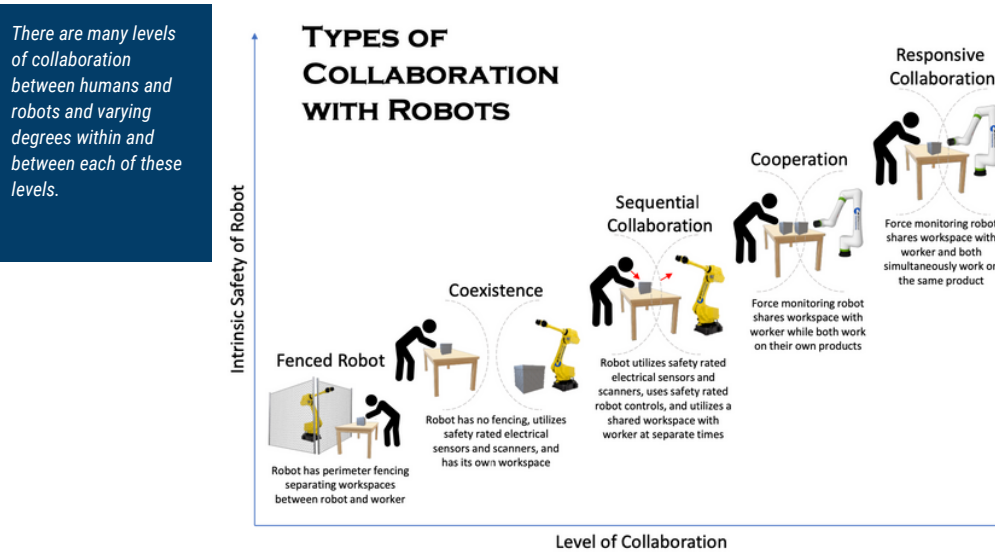 There are many levels
of collaboration
between humans and
robots and varying
degrees within and
between each of these
levels.
TYPES OF
COLLABORATION
WITH ROBOTS
Intrinsic Safety of Robot
Level of Collaboration
Fenced Robot
Robot has perimeter fencing
separating workspaces
between robot and worker
Coexistence
Robot has no fencing, utilizes
safety rated electrical
sensors and scanners, and
has its own workspace
Sequential
Collaboration
Robot utilizes safety rated
electrical sensors and
scanners, uses safety rated
robot controls, and utilizes a
shared workspace with
worker at separate times
Cooperation
Force monitoring robot
shares workspace with
worker while both work
on their own products
Responsive
Collaboration
Force monitoring robot
shares workspace with
worker and both
simultaneously work on
the same product